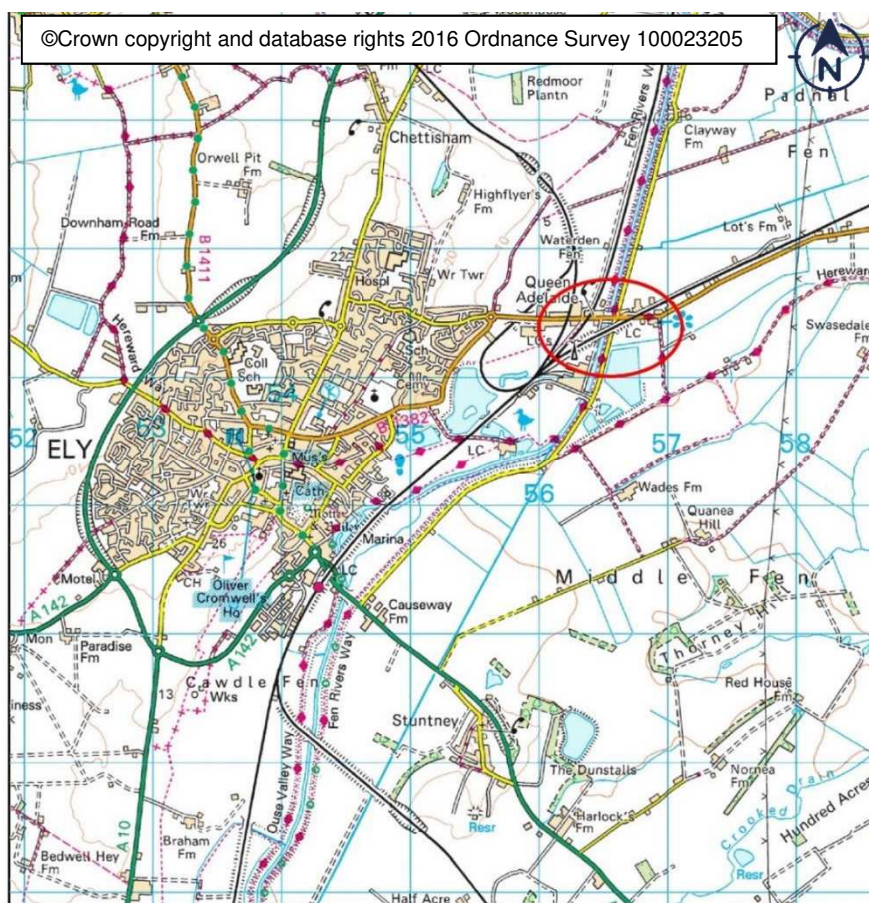 ©Crown copyright and database rights 2016 Ordnance Survey 100023205
N
Redmoor
Plantn
Fen Rivers Way
Padnal
Fen
LC
Chettisham
Clayway
Fm
Orwell Pit
Fm
Highflyer's
Fm
5
Lot's Fm
Downham Road
Fm
B1411
Waterden
Fen
22
Hospl
Wr Twr
Queen
Adelaide
Hereward
LC's
LC
Swasedale
Fm
Hereward
Way
Coll
Sch
Sch
Cemy
54
52
53
ELY
B1382
55
57
58
Mus's
LC
56
Cath
Wr
Twr
Wades Fm
Quanea
Hill
Marina
26
Motel
CH
Oliver
Cromwell's
Ho
LC
Middle Fen
A142
Causeway
Fm
Mon
Paradise
Fm
A142
Thorney Hill
Cawdle Fen
Wks
13
Fen Rivers Way
Ouse Valley Way
Red House
Fm
Stuntney
The Dunstalls
Nornea
Fm
Crooked Drain
Hundred Acres
A10
Braham
Fm
Harlock's
Fm
Resr
Bedwell Hey
Fm
Resr
Half Acre